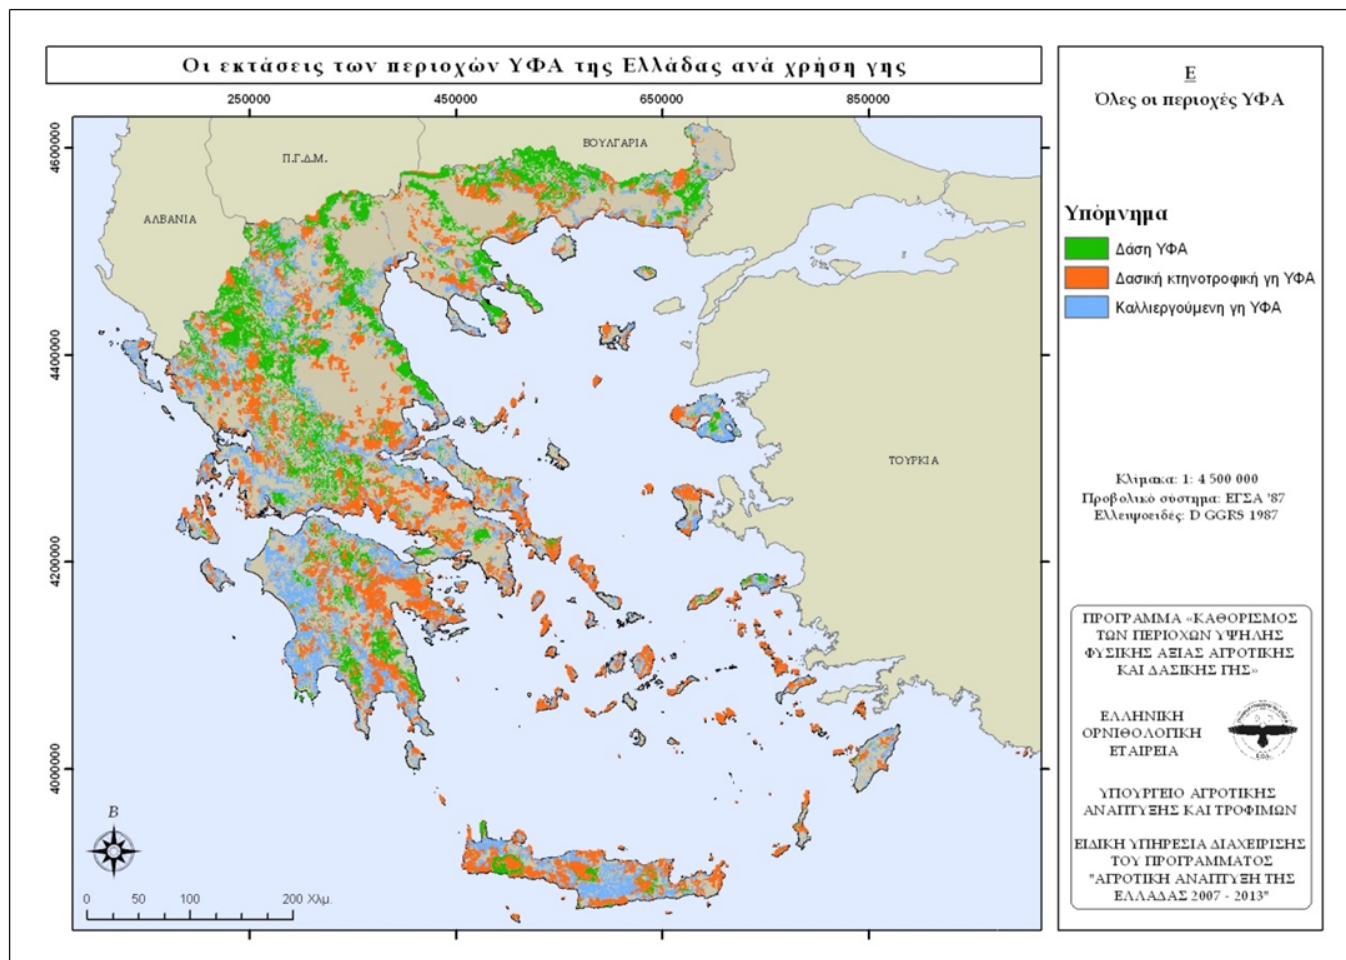 Οι εκτάσεις των περιοχών ΥΦΑ της Ελλάδας ανά χρήση γης
250000 450000 650000 850000
4600000
4400000
4200000
4000000
ΒΟΥΛΓΑΡΙΑ
Π.Γ.Δ.Μ.
ΑΛΒΑΝΙΑ
ΤΟΥΡΚΙΑ
Β
0 50 100 200 Χλμ.
Ε
Όλες οι περιοχές ΥΦΑ
Υπόμνημα
Δάση ΥΦΑ
Δασική κτηνοτροφική γη ΥΦΑ
Καλλιεργούμενη γη ΥΦΑ
Κλίμακα: 1: 4 500 000
Προβολικό σύστημα: ΕΓΣΑ '87
Ελλειψοειδές: D GGRS 1987
ΠΡΟΓΡΑΜΜΑ «ΚΑΘΟΡΙΣΜΟΣ
ΤΩΝ ΠΕΡΙΟΧΩΝ ΥΨΗΛΗΣ
ΦΥΣΙΚΗΣ ΑΞΙΑΣ ΑΓΡΟΤΙΚΗΣ
ΚΑΙ ΔΑΣΙΚΗΣ ΓΗΣ»
ΕΛΛΗΝΙΚΗ
ΟΡΝΙΘΟΛΟΓΙΚΗ
ΕΤΑΙΡΕΙΑ
ΥΠΟΥΡΓΕΙΟ ΑΓΡΟΤΙΚΗΣ
ΑΝΑΠΤΥΞΗΣ ΚΑΙ ΤΡΟΦΙΜΩΝ
ΕΙΔΙΚΗ ΥΠΗΡΕΣΙΑ ΔΙΑΧΕΙΡΙΣΗΣ
ΤΟΥ ΠΡΟΓΡΑΜΜΑΤΟΣ
"ΑΓΡΟΤΙΚΗ ΑΝΑΠΤΥΞΗ ΤΗΣ
ΕΛΛΑΔΑΣ 2007 - 2013"